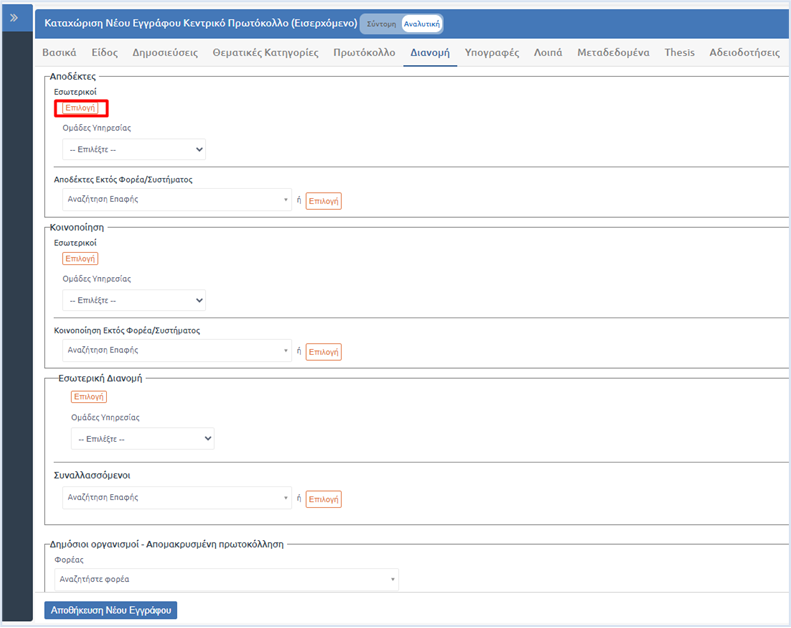 Καταχώριση Νέου Εγγράφου Κεντρικό Πρωτόκολλο (Εισερχόμενο) Σύντομη Αναλυτική
Βασικά Είδος Δημοσιεύσεις Θεματικές Κατηγορίες Πρωτόκολλο Διανομή Υπογραφές Λοιπά Μεταδεδομένα Thesis Αδειοδοτήσεις
Αποδέκτες
Εσωτερικοί
Επιλογή
Ομάδες Υπηρεσίας
-- Επιλέξτε --
Αποδέκτες Εκτός Φορέα/Συστήματος
Αναζήτηση Επαφής ή Επιλογή
Κοινοποίηση
Εσωτερικοί
Επιλογή
Ομάδες Υπηρεσίας
-- Επιλέξτε --
Κοινοποίηση Εκτός Φορέα/Συστήματος
Αναζήτηση Επαφής ή Επιλογή
Εσωτερική Διανομή
Επιλογή
Ομάδες Υπηρεσίας
-- Επιλέξτε --
Συναλλασσόμενοι
Αναζήτηση Επαφής ή Επιλογή
Δημόσιοι οργανισμοί - Απομακρυσμένη πρωτοκόλληση
Φορέας
Αναζητήστε φορέα
Αποθήκευση Νέου Εγγράφου